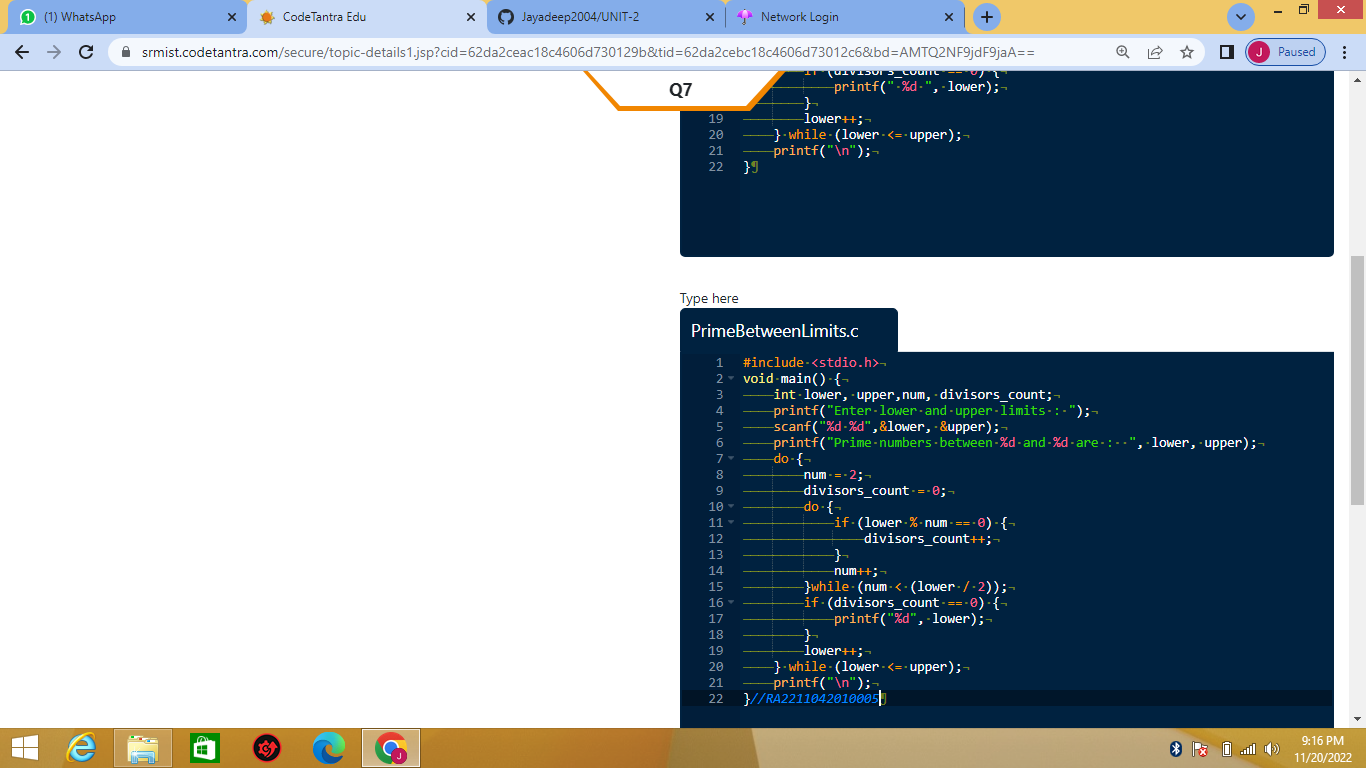 (1) WhatsApp
CodeTantra Edu
Jayadeep2004/UNIT-2
Network Login
srmist.codetantra.com/secure/topic-details1.jsp?cid=62da2ceac18c4606d730129b&tid=62da2cebc18c4606d73012c6&bd=AMTQ2NF9jdF9jaA==
J Paused
Q7
if (divisors_count == 0) {
printf(" %d ", lower);
}
19 lower++;
20 } while (lower <= upper);
21 printf("\n");
22 }
Type here
PrimeBetweenLimits.c
1 #include <stdio.h>
2 void main() {
3 int lower, upper,num, divisors_count;
4 printf("Enter lower and upper limits : ");
5 scanf("%d %d",&lower, &upper);
6 printf("Prime numbers between %d and %d are :  ", lower, upper);
7 do {
8 num = 2;
9 divisors_count = 0;
10 do {
11 if (lower % num == 0) {
12 divisors_count++;
13 }
14 num++;
15 }while (num < (lower / 2));
16 if (divisors_count == 0) {
17 printf("%d", lower);
18 }
19 lower++;
20 } while (lower <= upper);
21 printf("\n");
22 }//RA2211042010005
J
9:16 PM
11/20/2022